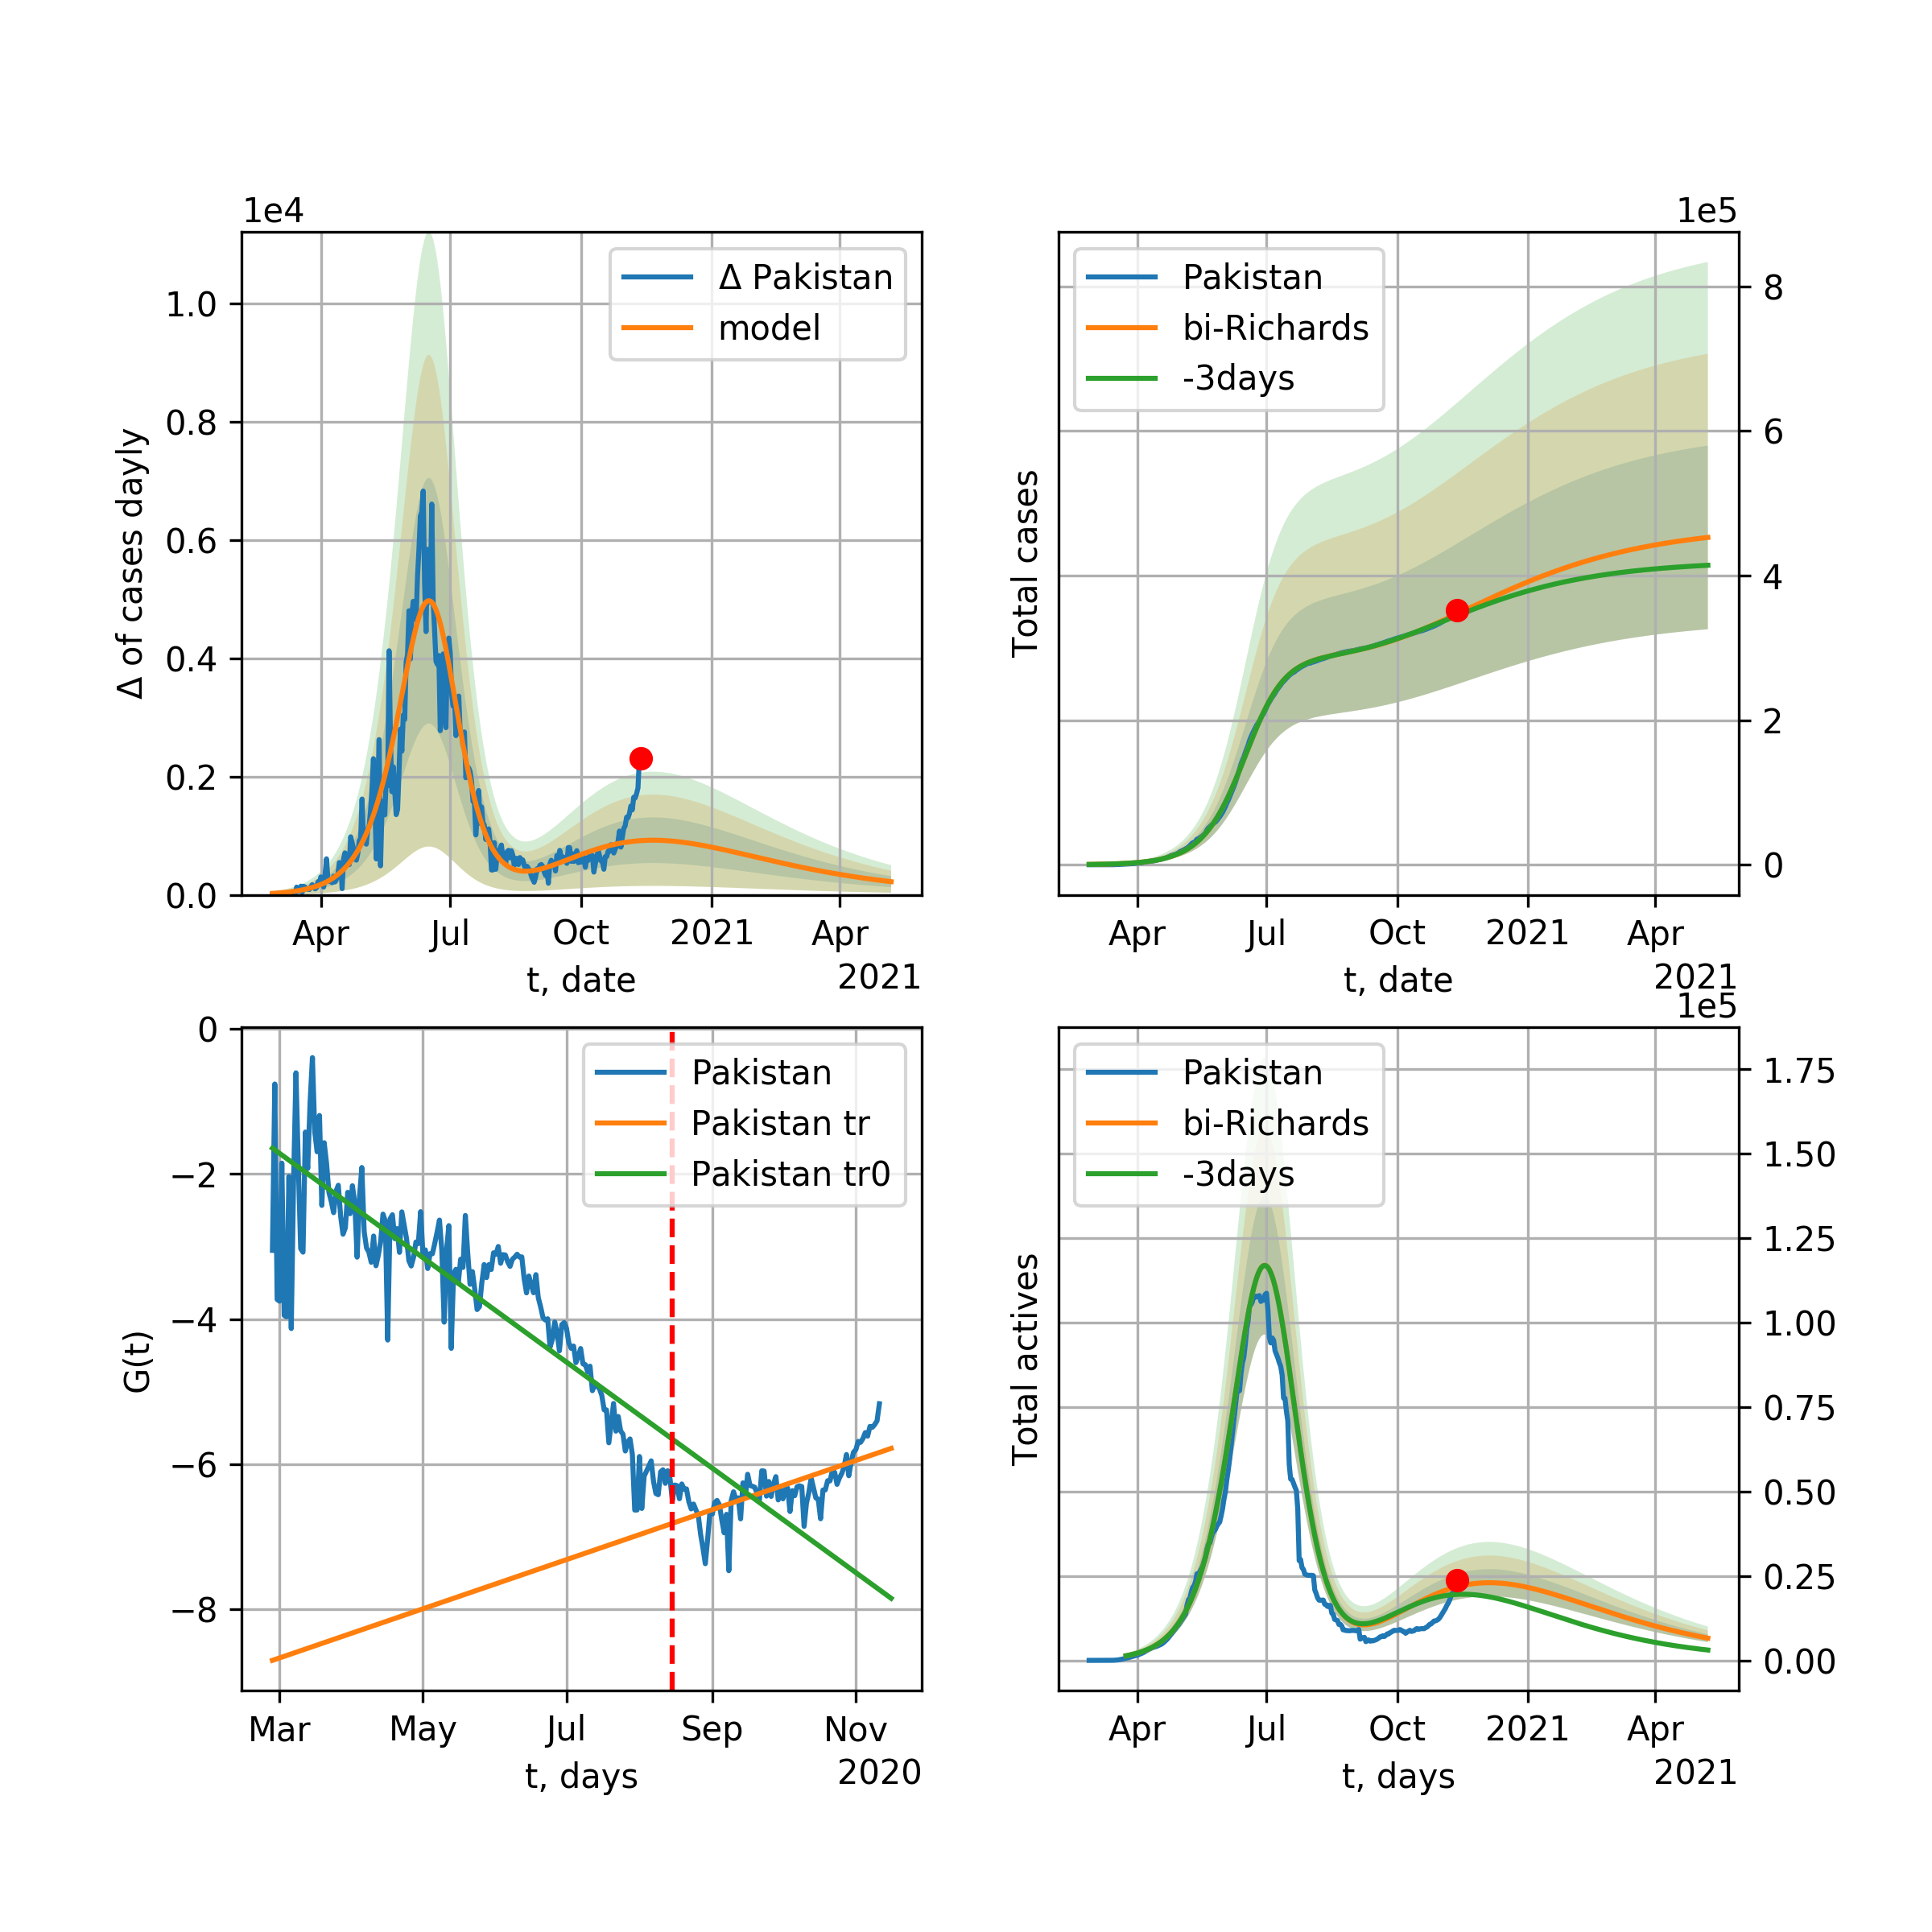 1e4
Δ of cases dayly
1.0
0.8
0.6
0.4
0.2
0.0
Δ Pakistan
model
Apr Jul Oct 2021 Apr
t, date
2021
1e5
Total cases
Pakistan
bi-Richards
-3days
8
6
4
2
0
Apr Jul Oct 2021 Apr
t, date
2021
G(t)
0
−2
−4
−6
−8
Pakistan
Pakistan tr
Pakistan tr0
Mar May Jul Sep Nov
t, days
2020
1e5
Total actives
Pakistan
bi-Richards
-3days
1.75
1.50
1.25
1.00
0.75
0.50
0.25
0.00
Apr Jul Oct 2021 Apr
t, days
2021